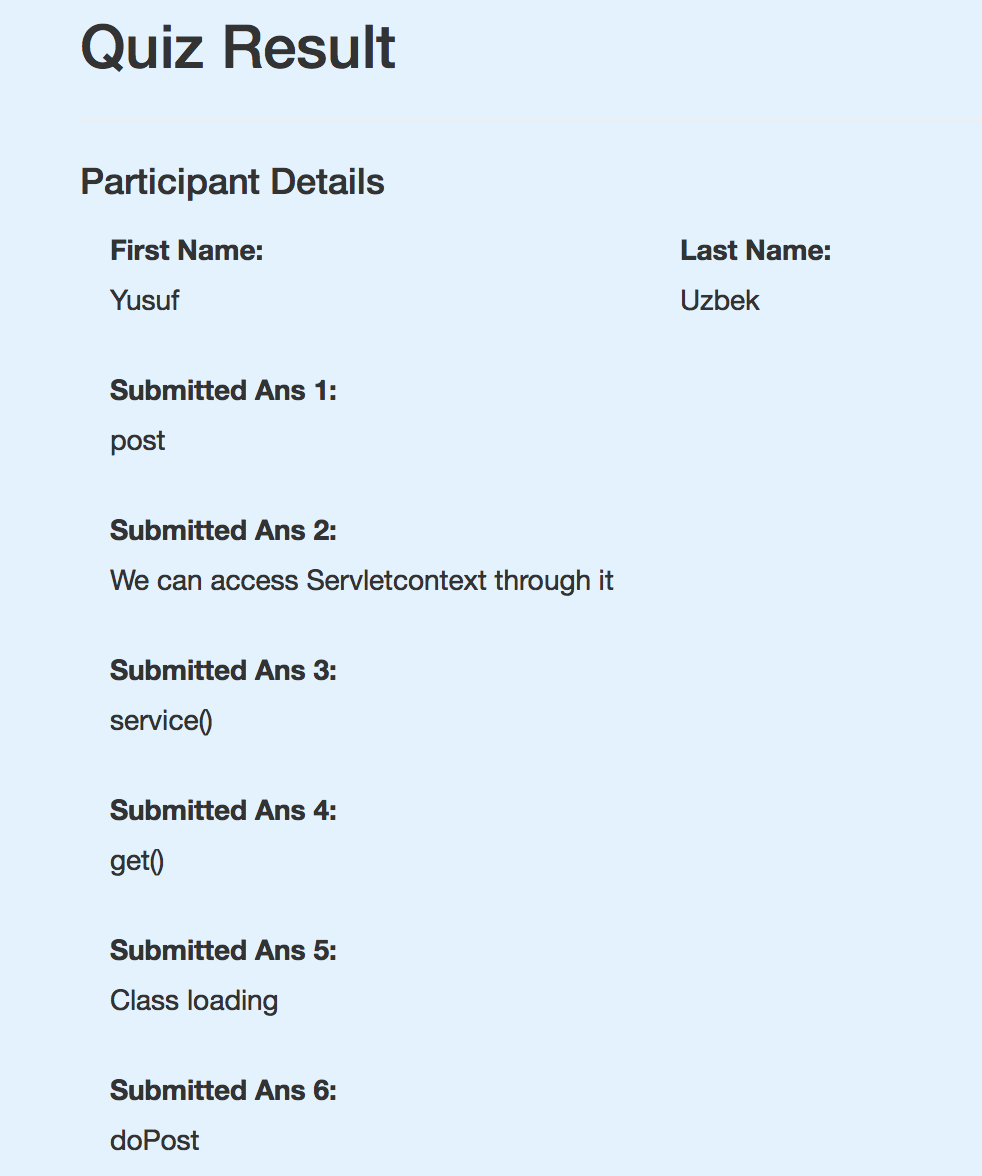 Quiz Result
Participant Details
First Name: Last Name:
Yusuf Uzbek
Submitted Ans 1:
post
Submitted Ans 2:
We can access Servletcontext through it
Submitted Ans 3:
service()
Submitted Ans 4:
get()
Submitted Ans 5:
Class loading
Submitted Ans 6:
doPost